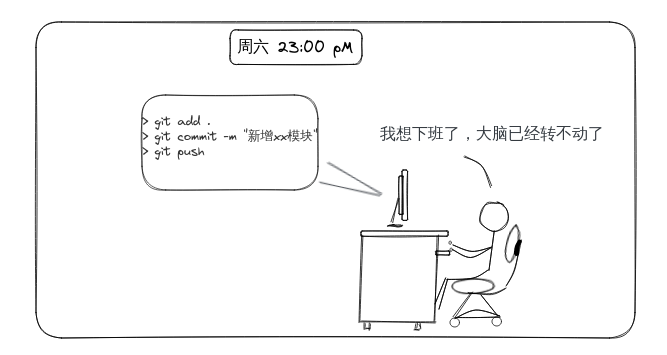 周六 23:00 pM
> git add .
> git commit -m "新增xx模块"
> git push
我想下班了，大脑已经转不动了